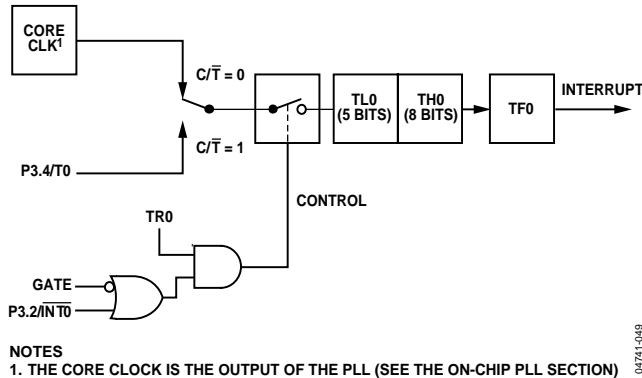 CORE
CLK¹
C/T̅ = 0
TL0
(5 BITS)
TH0
(8 BITS)
TF0
INTERRUPT
C/T̅ = 1
P3.4/T0
CONTROL
TR0
GATE
P3.2/I̅N̅T̅0̅
NOTES
1. THE CORE CLOCK IS THE OUTPUT OF THE PLL (SEE THE ON-CHIP PLL SECTION)
04741-049